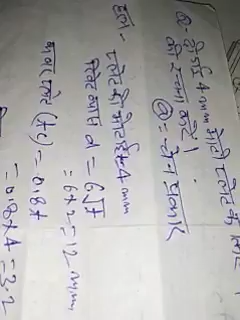 दी गई 4 mm मोटी प्लेट के लिए
की रचना करें।
हल- प्लेट की मोटाई 4 mm
रिवेट व्यास d = 6√t
= 6×2 = 12 mm
कवर प्लेट (tc) = 0.8t
= 0.8×4 = 3.2